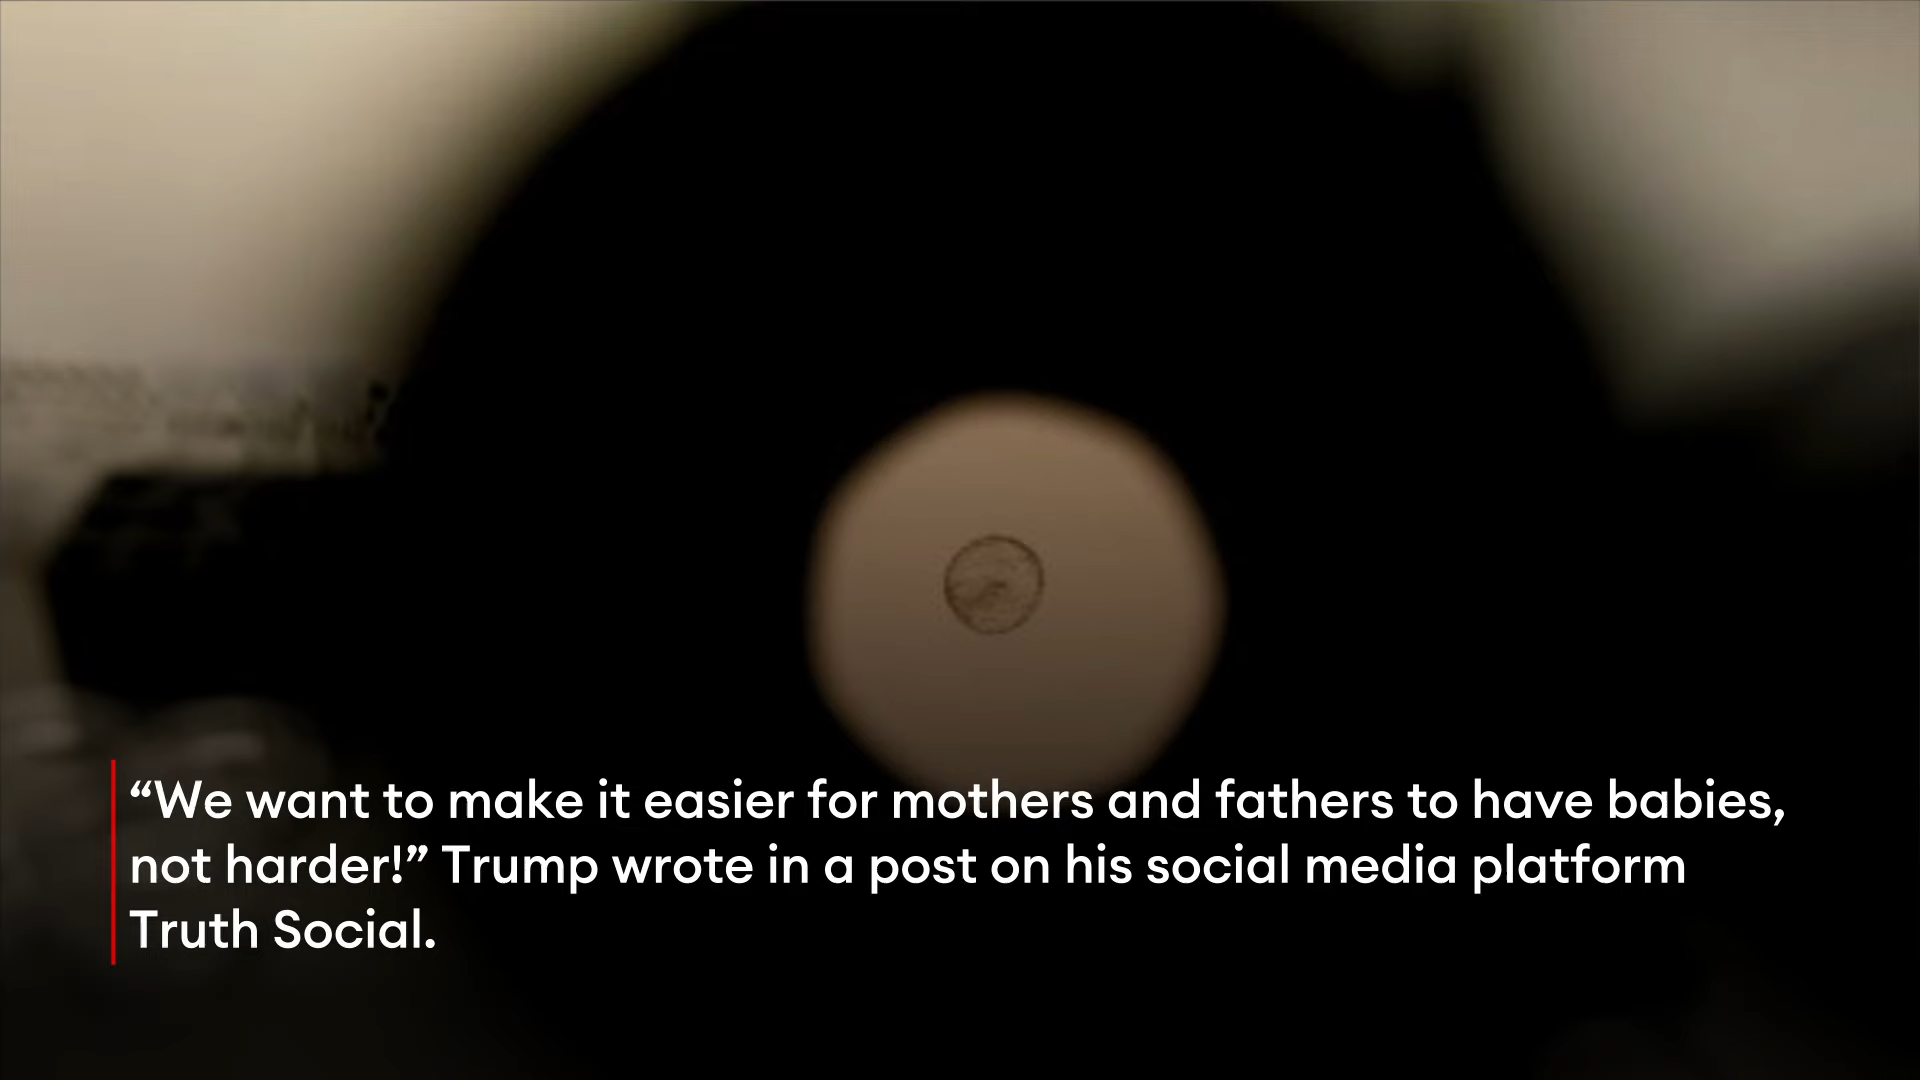 “We want to make it easier for mothers and fathers to have babies,
not harder!” Trump wrote in a post on his social media platform
Truth Social.